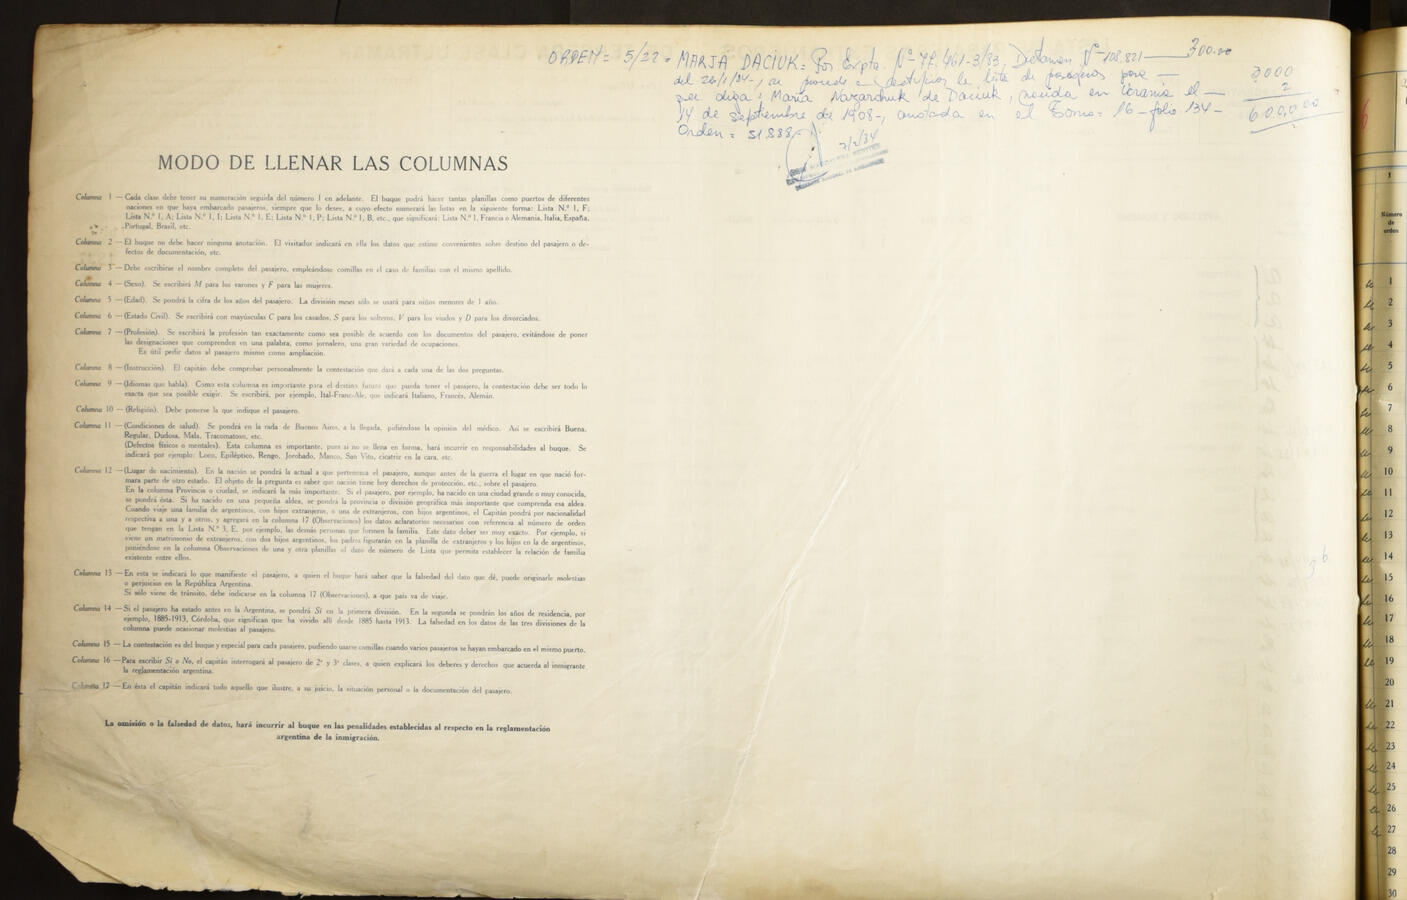 ORDEN = 5/22 = MARJA DACIUK = Por Expte. Nº 461-3/83, Dictamen Nº 108.821 — 300.00
del 26/1/84-, se procede a rectificar la lista de pasajeros para —
que diga: María Nazarchuk de Daciuk, nacida en Ucrania el —
14 de septiembre de 1908-, anotada en el Tomo = 16 - folio 134 -
Orden = 51.888-
3000
2
7/2/84
MODO DE LLENAR LAS COLUMNAS
Columna 1 — Cada clase debe tener su numeración seguida del número 1 en adelante. El buque podrá hacer tantas planillas como puertos de diferentes
naciones en que haya embarcado pasajeros, siempre que lo desee, a cuyo efecto numerará las listas en la siguiente forma: Lista N.º 1, F;
Lista N.º 1, A; Lista N.º 1, I; Lista N.º 1, E; Lista N.º 1, P; Lista N.º 1, B, etc., que significará: Lista N.º 1, Francia o Alemania, Italia, España,
Portugal, Brasil, etc.
Columna 2 — El buque no debe hacer ninguna anotación. El visitador indicará en ella los datos que estime convenientes sobre destino del pasajero o de-
fectos de documentación, etc.
Columna 3 — Debe escribirse el nombre completo del pasajero, empleándose comillas en el caso de familias con el mismo apellido.
Columna 4 — (Sexo). Se escribirá M para los varones y F para las mujeres.
Columna 5 — (Edad). Se pondrá la cifra de los años del pasajero. La división meses sólo se usará para niños menores de 1 año.
Columna 6 — (Estado Civil). Se escribirá con mayúsculas C para los casados, S para los solteros, V para los viudos y D para los divorciados.
Columna 7 — (Profesión). Se escribirá la profesión tan exactamente como sea posible de acuerdo con los documentos del pasajero, evitándose de poner
las designaciones que comprenden en una palabra, como jornalero, una gran variedad de ocupaciones.
Es útil pedir datos al pasajero mismo como ampliación.
Columna 8 — (Instrucción). El capitán debe comprobar personalmente la contestación que dará a cada una de las dos preguntas.
Columna 9 — (Idiomas que habla). Como esta columna es importante para el destino futuro que pueda tener el pasajero, la contestación debe ser todo lo
exacta que sea posible exigir. Se escribirá, por ejemplo, Ital-Franc-Ale, que indicará Italiano, Francés, Alemán.
Columna 10 — (Religión). Debe ponerse la que indique el pasajero.
Columna 11 — (Condiciones de salud). Se pondrá en la rada de Buenos Aires, a la llegada, pidiéndose la opinión del médico. Así se escribirá Buena,
Regular, Dudosa, Mala, Tracomatoso, etc.
(Defectos físicos o mentales). Esta columna es importante, pues si no se llena en forma, hará incurrir en responsabilidades al buque. Se
indicará por ejemplo: Loco, Epiléptico, Rengo, Jorobado, Manco, San Vito, cicatriz en la cara, etc.
Columna 12 — (Lugar de nacimiento). En la nación se pondrá la actual a que pertenezca el pasajero, aunque antes de la guerra el lugar en que nació for-
mara parte de otro estado. El objeto de la pregunta es saber qué nación tiene hoy derechos de protección, etc., sobre el pasajero.
En la columna Provincia o ciudad, se indicará la más importante. Si el pasajero, por ejemplo, ha nacido en una ciudad grande o muy conocida,
se pondrá ésta. Si ha nacido en una pequeña aldea, se pondrá la provincia o división geográfica más importante que comprenda esa aldea.
Cuando viaje una familia de argentinos, con hijos extranjeros, o una de extranjeros, con hijos argentinos, el Capitán pondrá por nacionalidad
respectiva a una y a otros, y agregará en la columna 17 (Observaciones) los datos aclaratorios necesarios con referencia al número de orden
que tengan en la Lista N.º 3, E, por ejemplo, las demás personas que formen la familia. Este dato deber ser muy exacto. Por ejemplo, si
viene un matrimonio de extranjeros, con dos hijos argentinos, los padres figurarán en la planilla de extranjeros y los hijos en la de argentinos,
poniéndose en la columna Observaciones de una y otra planillas el dato de número de Lista que permita establecer la relación de familia
existente entre ellos.
Columna 13 — En esta se indicará lo que manifieste el pasajero, a quien el buque hará saber que la falsedad del dato que dé, puede originarle molestias
o perjuicios en la República Argentina.
Si sólo viene de tránsito, debe indicarse en la columna 17 (Observaciones), a que país va de viaje.
Columna 14 — Si el pasajero ha estado antes en la Argentina, se pondrá Sí en la primera división. En la segunda se pondrán los años de residencia, por
ejemplo, 1885-1913, Córdoba, que significan que ha vivido allí desde 1885 hasta 1913. La falsedad en los datos de las tres divisiones de la
columna puede ocasionar molestias al pasajero.
Columna 15 — La contestación es del buque y especial para cada pasajero, pudiendo usarse comillas cuando varios pasajeros se hayan embarcado en el mismo puerto.
Columna 16 — Para escribir Sí o No, el capitán interrogará al pasajero de 2ª y 3ª clases, a quien explicará los deberes y derechos que acuerda al inmigrante
la reglamentación argentina.
Columna 17 — En ésta el capitán indicará todo aquello que ilustre, a su juicio, la situación personal o la documentación del pasajero.
La omisión o la falsedad de datos, hará incurrir al buque en las penalidades establecidas al respecto en la reglamentación
argentina de la inmigración.
1
Número
de
orden
1
2
3
4
5
6
7
8
9
10
11
12
13
14
15
16
17
18
19
20
21
22
23
24
25
26
27
28
29
30